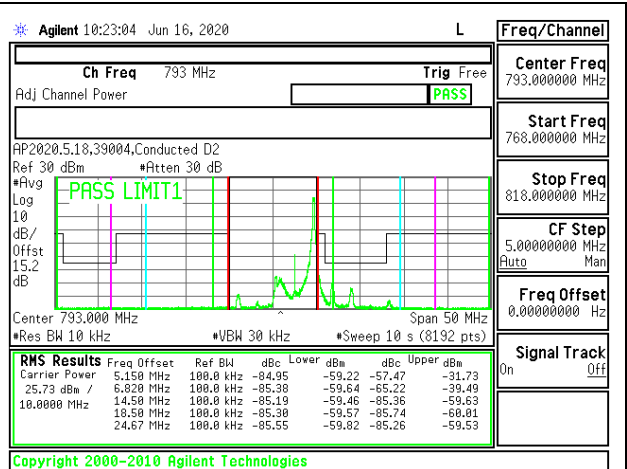 Agilent 10:23:04 Jun 16, 2020 L
Freq/Channel
Ch Freq 793 MHz Trig Free
Adj Channel Power PASS
AP2020.5.18,39004,Conducted D2
Ref 30 dBm #Atten 30 dB
#Avg
Log
10
dB/
Offst
15.2
dB
PASS LIMIT1
Center 793.000 MHz Span 50 MHz
#Res BW 10 kHz #VBW 30 kHz #Sweep 10 s (8192 pts)
RMS Results Freq Offset Ref BW dBc Lower dBm dBc Upper dBm
Carrier Power 5.150 MHz 100.0 kHz -84.95 -59.22 -57.47 -31.73
25.73 dBm / 6.820 MHz 100.0 kHz -85.38 -59.64 -65.22 -39.49
10.0000 MHz 14.50 MHz 100.0 kHz -85.19 -59.46 -85.36 -59.63
18.50 MHz 100.0 kHz -85.30 -59.57 -85.74 -60.01
24.67 MHz 100.0 kHz -85.55 -59.82 -85.26 -59.53
Center Freq
793.000000 MHz
Start Freq
768.000000 MHz
Stop Freq
818.000000 MHz
CF Step
5.00000000 MHz
Auto Man
Freq Offset
0.00000000 Hz
Signal Track
On Off
Copyright 2000-2010 Agilent Technologies